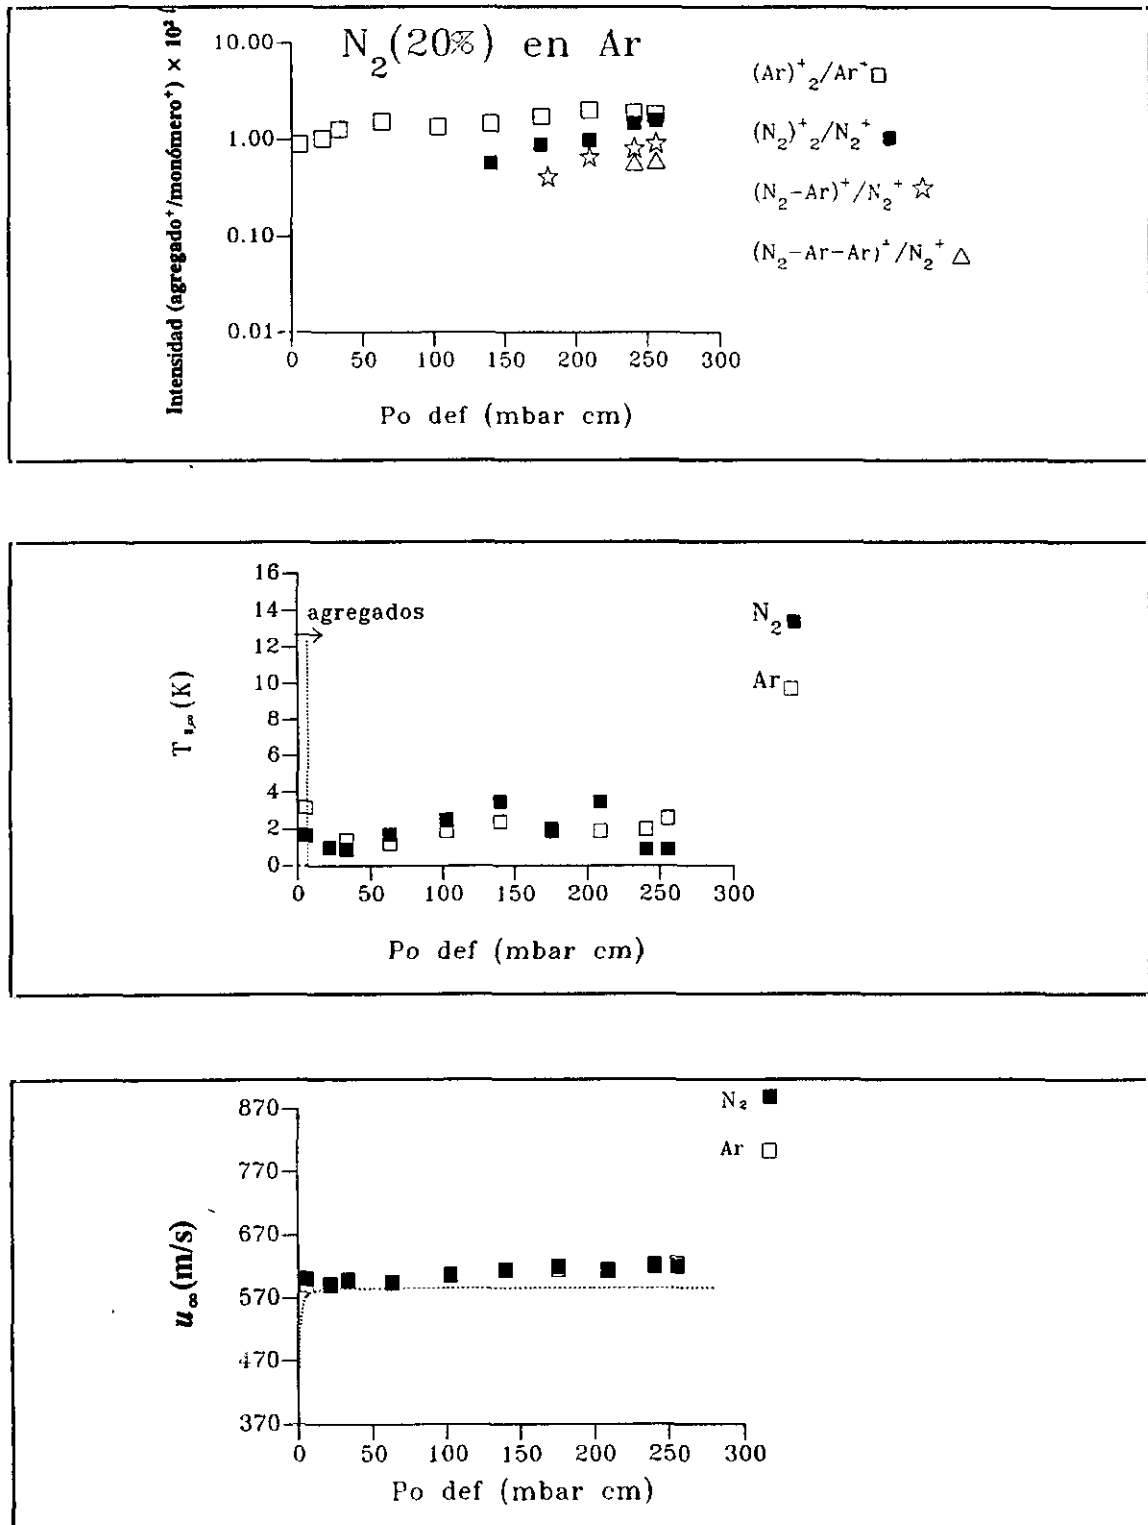 Intensidad (agregado⁺/monómero⁺) × 10²
N₂(20%) en Ar
10.00
1.00
0.10
0.01
0 50 100 150 200 250 300
Po def (mbar cm)
(Ar)⁺₂/Ar⁺
(N₂)⁺₂/N₂⁺
(N₂-Ar)⁺/N₂⁺
(N₂-Ar-Ar)⁺/N₂⁺
16
14
12
10
8
6
4
2
0
agregados
0 50 100 150 200 250 300
Po def (mbar cm)
N₂
Ar
870
770
670
570
470
370
u∞(m/s)
0 50 100 150 200 250 300
Po def (mbar cm)
N₂
Ar